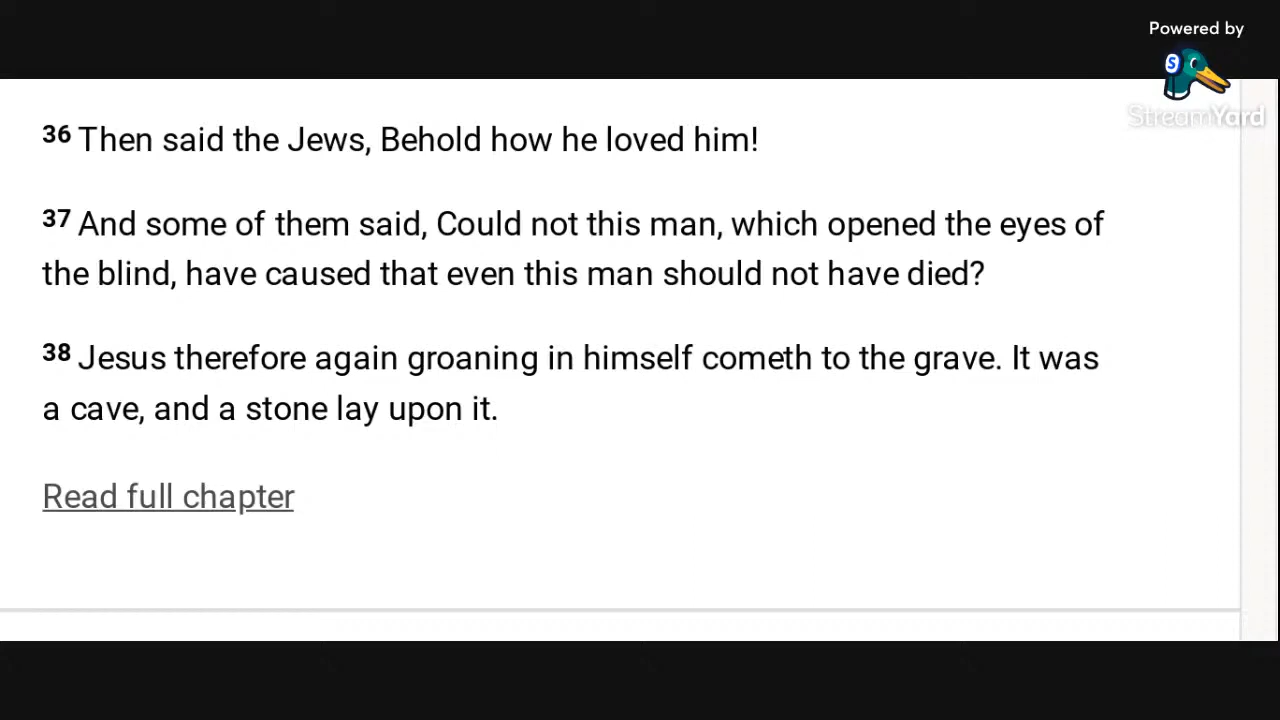 Powered by
S
StreamYard
36 Then said the Jews, Behold how he loved him!
37 And some of them said, Could not this man, which opened the eyes of
the blind, have caused that even this man should not have died?
38 Jesus therefore again groaning in himself cometh to the grave. It was
a cave, and a stone lay upon it.
Read full chapter